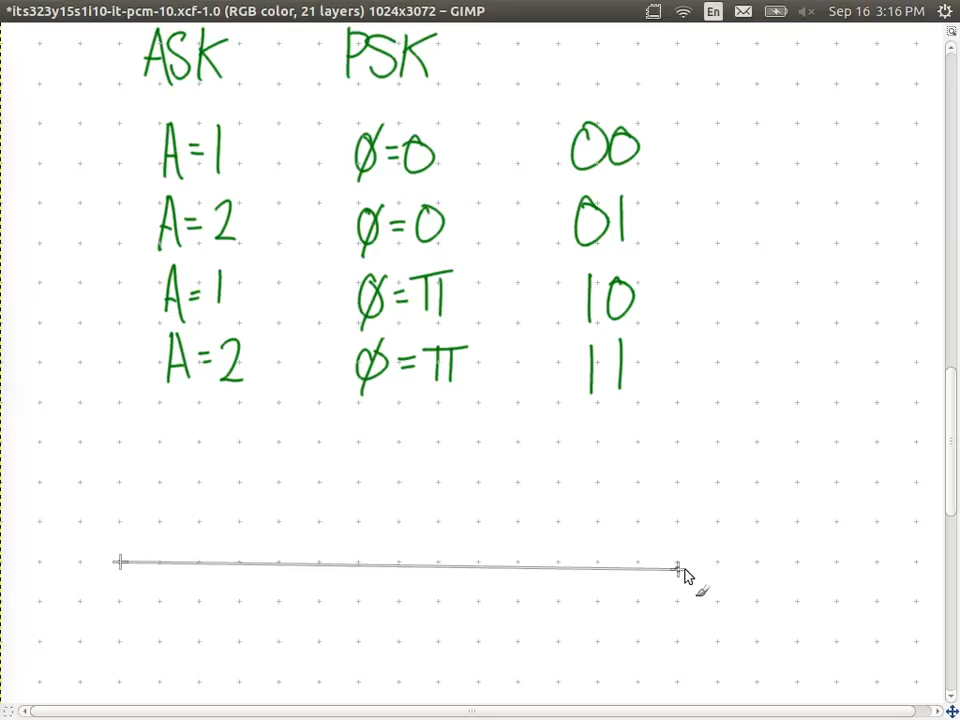 *its323y15s1i10-it-pcm-10.xcf-1.0 (RGB color, 21 layers) 1024x3072 – GIMP En Sep 16 3:16 PM
ASK PSK
A=1 ø=0 00
A=2 ø=0 01
A=1 ø=π 10
A=2 ø=π 11